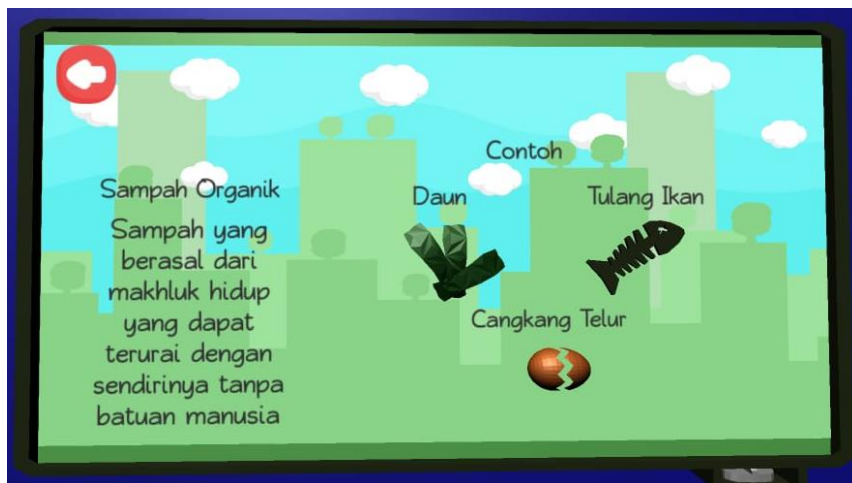 Sampah Organik
Sampah yang
berasal dari
makhluk hidup
yang dapat
terurai dengan
sendirinya tanpa
batuan manusia
Contoh
Daun
Tulang Ikan
Cangkang Telur